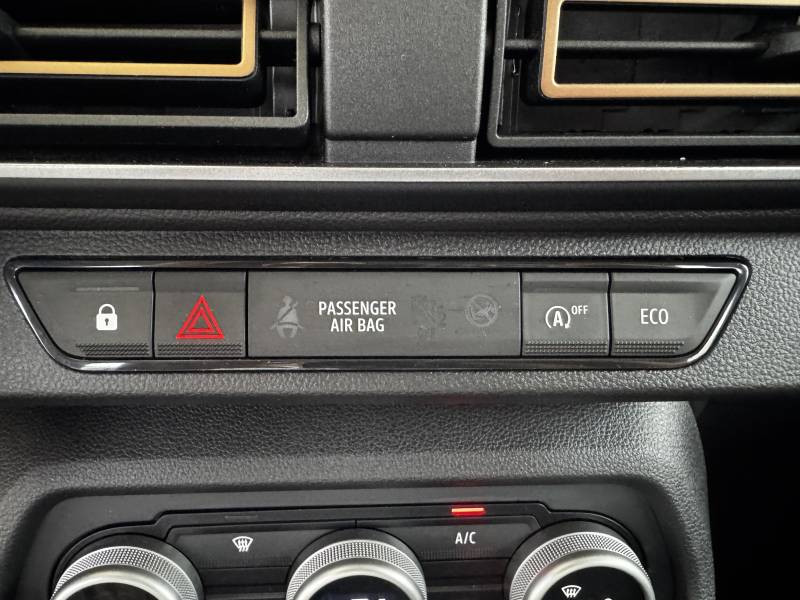 PASSENGER
AIR BAG
A OFF
ECO
A/C